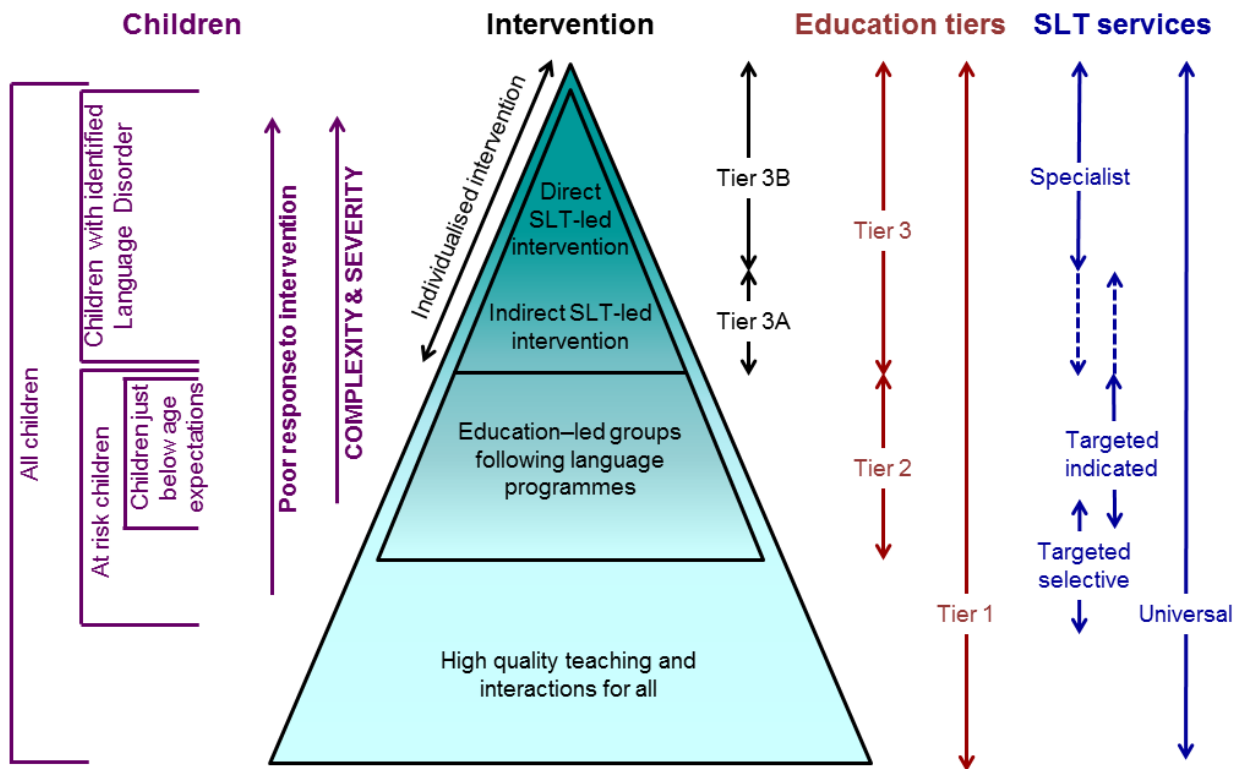 Children
Intervention
Education tiers
SLT services
All children
Children with identified
Language Disorder
At risk children
Children just
below age
expectations
Poor response to intervention
COMPLEXITY & SEVERITY
Individualised intervention
Direct
SLT-led
intervention
Indirect SLT-led
intervention
Education–led groups
following language
programmes
High quality teaching and
interactions for all
Tier 3B
Tier 3A
Tier 3
Tier 2
Tier 1
Specialist
Targeted
indicated
Targeted
selective
Universal